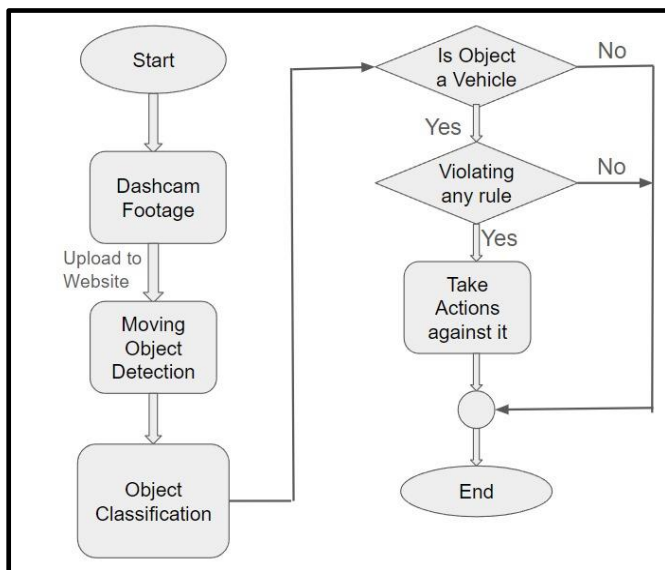 Start
Dashcam
Footage
Upload to
Website
Moving
Object
Detection
Object
Classification
Is Object
a Vehicle
No
Yes
Violating
any rule
No
Yes
Take
Actions
against it
End